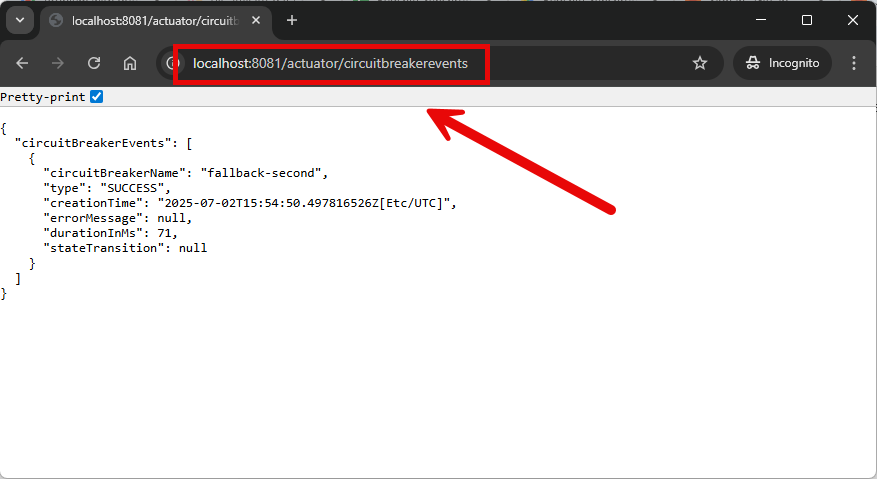 localhost:8081/actuator/circuitb
localhost:8081/actuator/circuitbreakerevents
Incognito
Pretty-print
{
  "circuitBreakerEvents": [
    {
      "circuitBreakerName": "fallback-second",
      "type": "SUCCESS",
      "creationTime": "2025-07-02T15:54:50.497816526Z[Etc/UTC]",
      "errorMessage": null,
      "durationInMs": 71,
      "stateTransition": null
    }
  ]
}